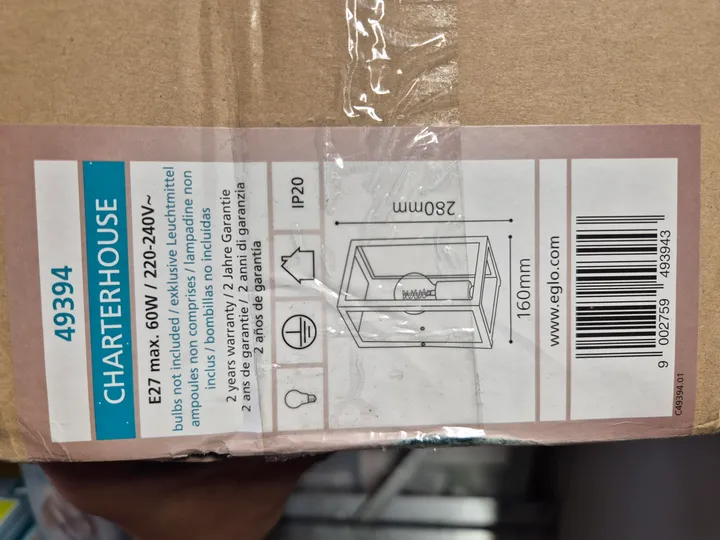 49394
CHARTERHOUSE
E27 max. 60W / 220-240V~
bulbs not included / exklusive Leuchtmittel
ampoules non comprises / lampadine non
inclus / bombillas no incluidas
2 years warranty / 2 Jahre Garantie
2 ans de garantie / 2 anni di garanzia
2 años de garantia
IP20
280mm
160mm
www.eglo.com
9 002759 493943
C49394.01